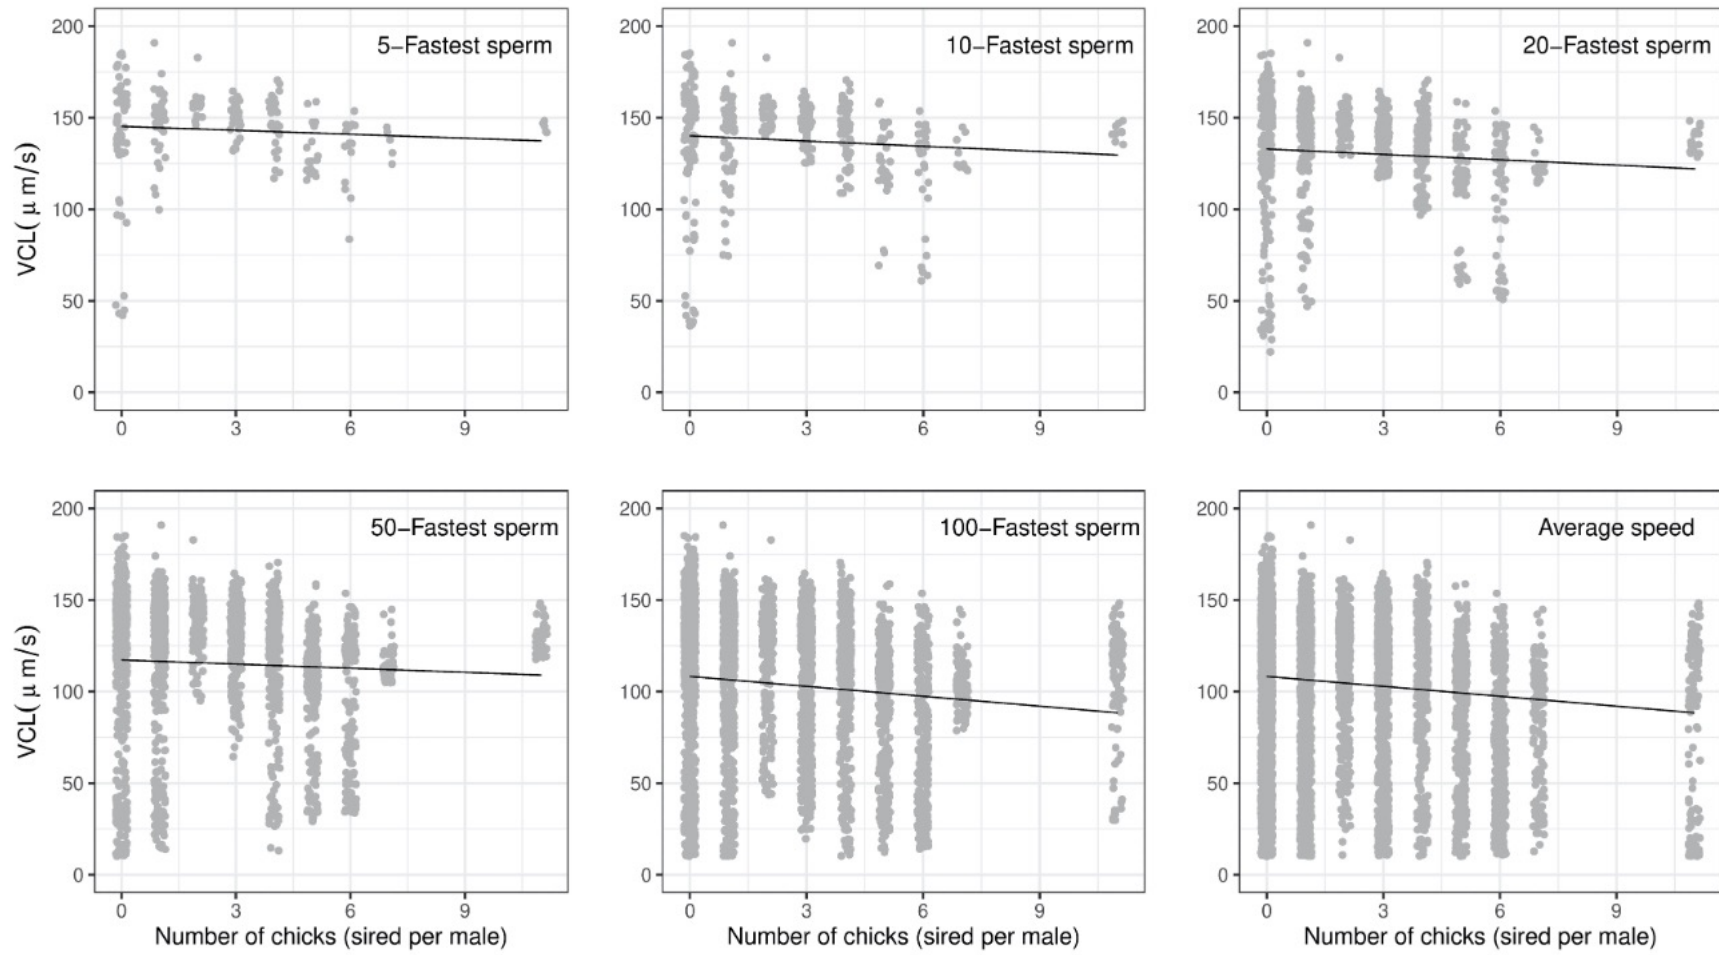 5−Fastest sperm
10−Fastest sperm
20−Fastest sperm
VCL( μ m/s)
200
150
100
50
0
0 3 6 9
200
150
100
50
0
0 3 6 9
200
150
100
50
0
0 3 6 9
50−Fastest sperm
100−Fastest sperm
Average speed
VCL( μ m/s)
200
150
100
50
0
0 3 6 9
Number of chicks (sired per male)
200
150
100
50
0
0 3 6 9
Number of chicks (sired per male)
200
150
100
50
0
0 3 6 9
Number of chicks (sired per male)